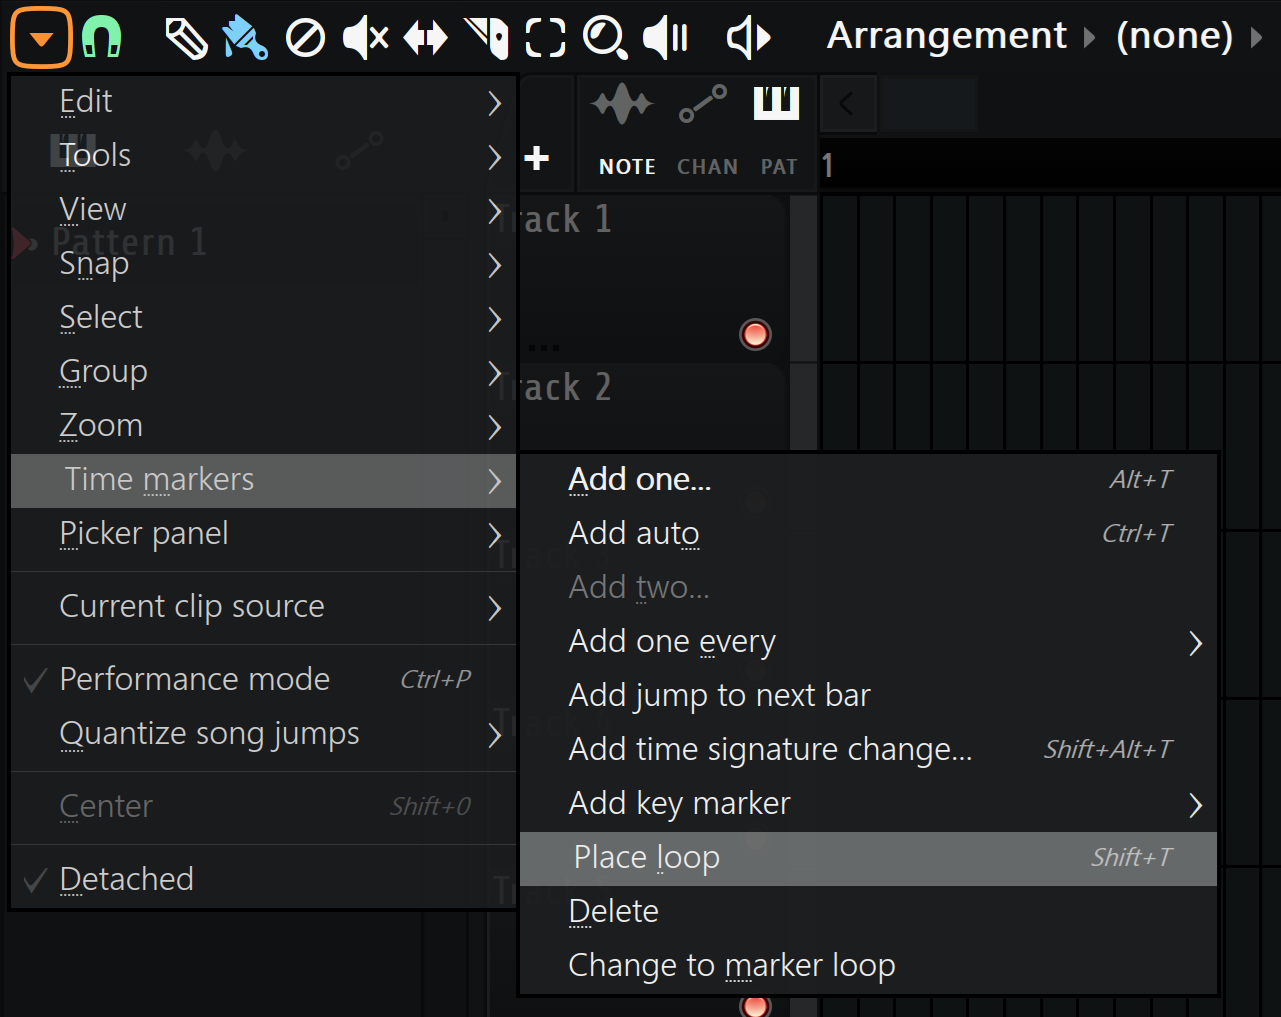 Arrangement (none)
NOTE CHAN PAT
1
Track 1
Track 2
Pattern 1
Edit
Tools
View
Snap
Select
Group
Zoom
Time markers
Picker panel
Current clip source
Performance mode Ctrl+P
Quantize song jumps
Center Shift+0
Detached
Add one... Alt+T
Add auto Ctrl+T
Add two...
Add one every
Add jump to next bar
Add time signature change... Shift+Alt+T
Add key marker
Place loop Shift+T
Delete
Change to marker loop